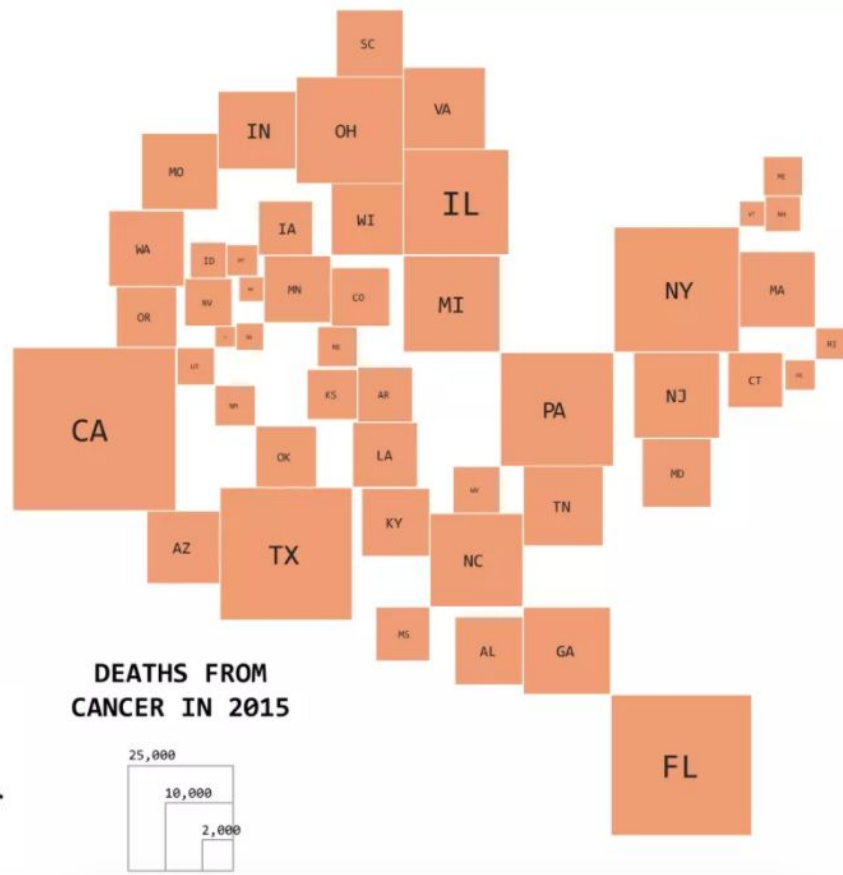 SC
VA
IN
OH
MO
IL
WI
IA
WA
ID
MN
CO
NV
OR
MI
NY
MA
ME
NH
VT
RI
CT
NJ
PA
MD
UT
NM
KS
AR
CA
OK
LA
KY
TN
WV
NC
AZ
TX
MS
AL
GA
FL
DEATHS FROM
CANCER IN 2015
25,000
10,000
2,000